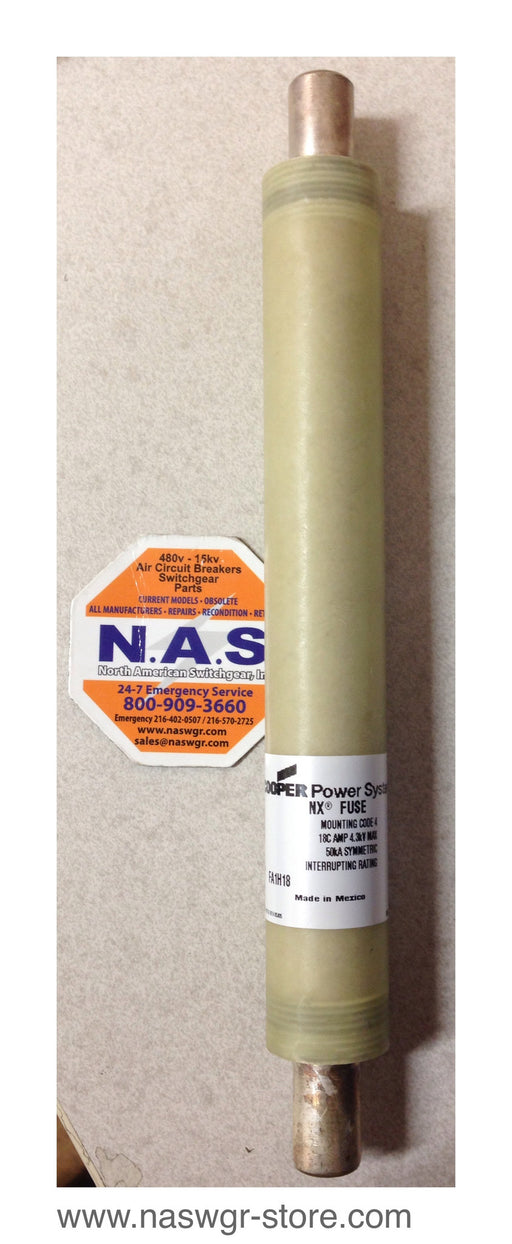 480v - 15kv
Air Circuit Breakers
Switchgear
Parts
CURRENT MODELS - OBSOLETE
ALL MANUFACTURERS - REPAIRS - RECONDITION - RET
N.A.S
North American Switchgear, In
24-7 Emergency Service
800-909-3660
Emergency 216-402-0507 / 216-570-2725
www.naswgr.com
sales@naswgr.com
COOPER Power Syste
NX® FUSE
MOUNTING CODE-4
18C AMP 4.3kV MAX
50kA SYMMETRIC
INTERRUPTING RATING
FA1H18
Made in Mexico
www.naswgr-store.com